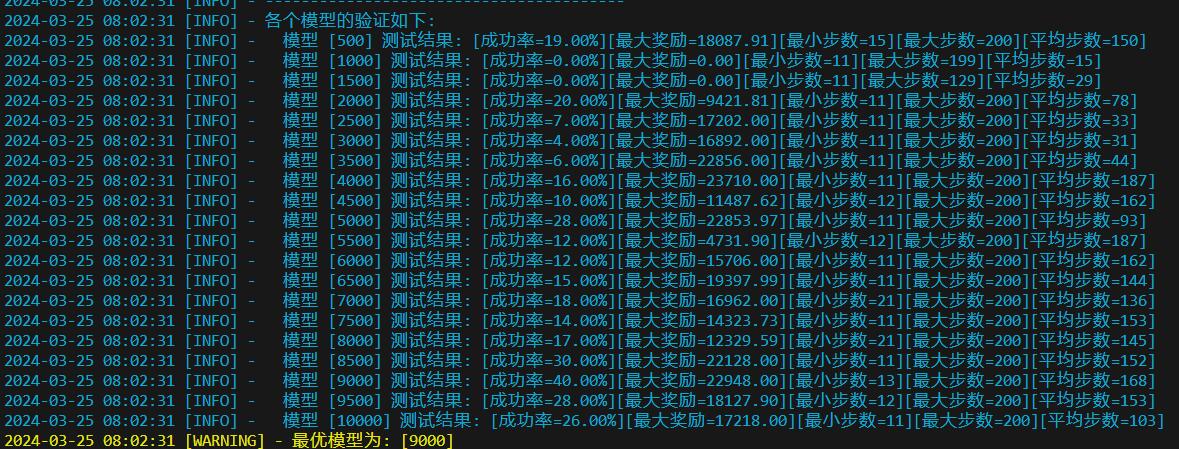 2024-03-25 08:02:31 [INFO] - ----------------------------------------
2024-03-25 08:02:31 [INFO] - 各个模型的验证如下:
2024-03-25 08:02:31 [INFO] - 模型 [500] 测试结果: [成功率=19.00%][最大奖励=18087.91][最小步数=15][最大步数=200][平均步数=150]
2024-03-25 08:02:31 [INFO] - 模型 [1000] 测试结果: [成功率=0.00%][最大奖励=0.00][最小步数=11][最大步数=199][平均步数=15]
2024-03-25 08:02:31 [INFO] - 模型 [1500] 测试结果: [成功率=0.00%][最大奖励=0.00][最小步数=11][最大步数=129][平均步数=29]
2024-03-25 08:02:31 [INFO] - 模型 [2000] 测试结果: [成功率=20.00%][最大奖励=9421.81][最小步数=11][最大步数=200][平均步数=78]
2024-03-25 08:02:31 [INFO] - 模型 [2500] 测试结果: [成功率=7.00%][最大奖励=17202.00][最小步数=11][最大步数=200][平均步数=33]
2024-03-25 08:02:31 [INFO] - 模型 [3000] 测试结果: [成功率=4.00%][最大奖励=16892.00][最小步数=11][最大步数=200][平均步数=31]
2024-03-25 08:02:31 [INFO] - 模型 [3500] 测试结果: [成功率=6.00%][最大奖励=22856.00][最小步数=11][最大步数=200][平均步数=44]
2024-03-25 08:02:31 [INFO] - 模型 [4000] 测试结果: [成功率=16.00%][最大奖励=23710.00][最小步数=11][最大步数=200][平均步数=187]
2024-03-25 08:02:31 [INFO] - 模型 [4500] 测试结果: [成功率=10.00%][最大奖励=11487.62][最小步数=12][最大步数=200][平均步数=162]
2024-03-25 08:02:31 [INFO] - 模型 [5000] 测试结果: [成功率=28.00%][最大奖励=22853.97][最小步数=11][最大步数=200][平均步数=93]
2024-03-25 08:02:31 [INFO] - 模型 [5500] 测试结果: [成功率=12.00%][最大奖励=4731.90][最小步数=12][最大步数=200][平均步数=187]
2024-03-25 08:02:31 [INFO] - 模型 [6000] 测试结果: [成功率=12.00%][最大奖励=15706.00][最小步数=11][最大步数=200][平均步数=162]
2024-03-25 08:02:31 [INFO] - 模型 [6500] 测试结果: [成功率=15.00%][最大奖励=19397.99][最小步数=11][最大步数=200][平均步数=144]
2024-03-25 08:02:31 [INFO] - 模型 [7000] 测试结果: [成功率=18.00%][最大奖励=16962.00][最小步数=21][最大步数=200][平均步数=136]
2024-03-25 08:02:31 [INFO] - 模型 [7500] 测试结果: [成功率=14.00%][最大奖励=14323.73][最小步数=11][最大步数=200][平均步数=153]
2024-03-25 08:02:31 [INFO] - 模型 [8000] 测试结果: [成功率=17.00%][最大奖励=12329.59][最小步数=21][最大步数=200][平均步数=145]
2024-03-25 08:02:31 [INFO] - 模型 [8500] 测试结果: [成功率=30.00%][最大奖励=22128.00][最小步数=11][最大步数=200][平均步数=152]
2024-03-25 08:02:31 [INFO] - 模型 [9000] 测试结果: [成功率=40.00%][最大奖励=22948.00][最小步数=13][最大步数=200][平均步数=168]
2024-03-25 08:02:31 [INFO] - 模型 [9500] 测试结果: [成功率=28.00%][最大奖励=18127.90][最小步数=12][最大步数=200][平均步数=153]
2024-03-25 08:02:31 [INFO] - 模型 [10000] 测试结果: [成功率=26.00%][最大奖励=17218.00][最小步数=11][最大步数=200][平均步数=103]
2024-03-25 08:02:31 [WARNING] - 最优模型为: [9000]